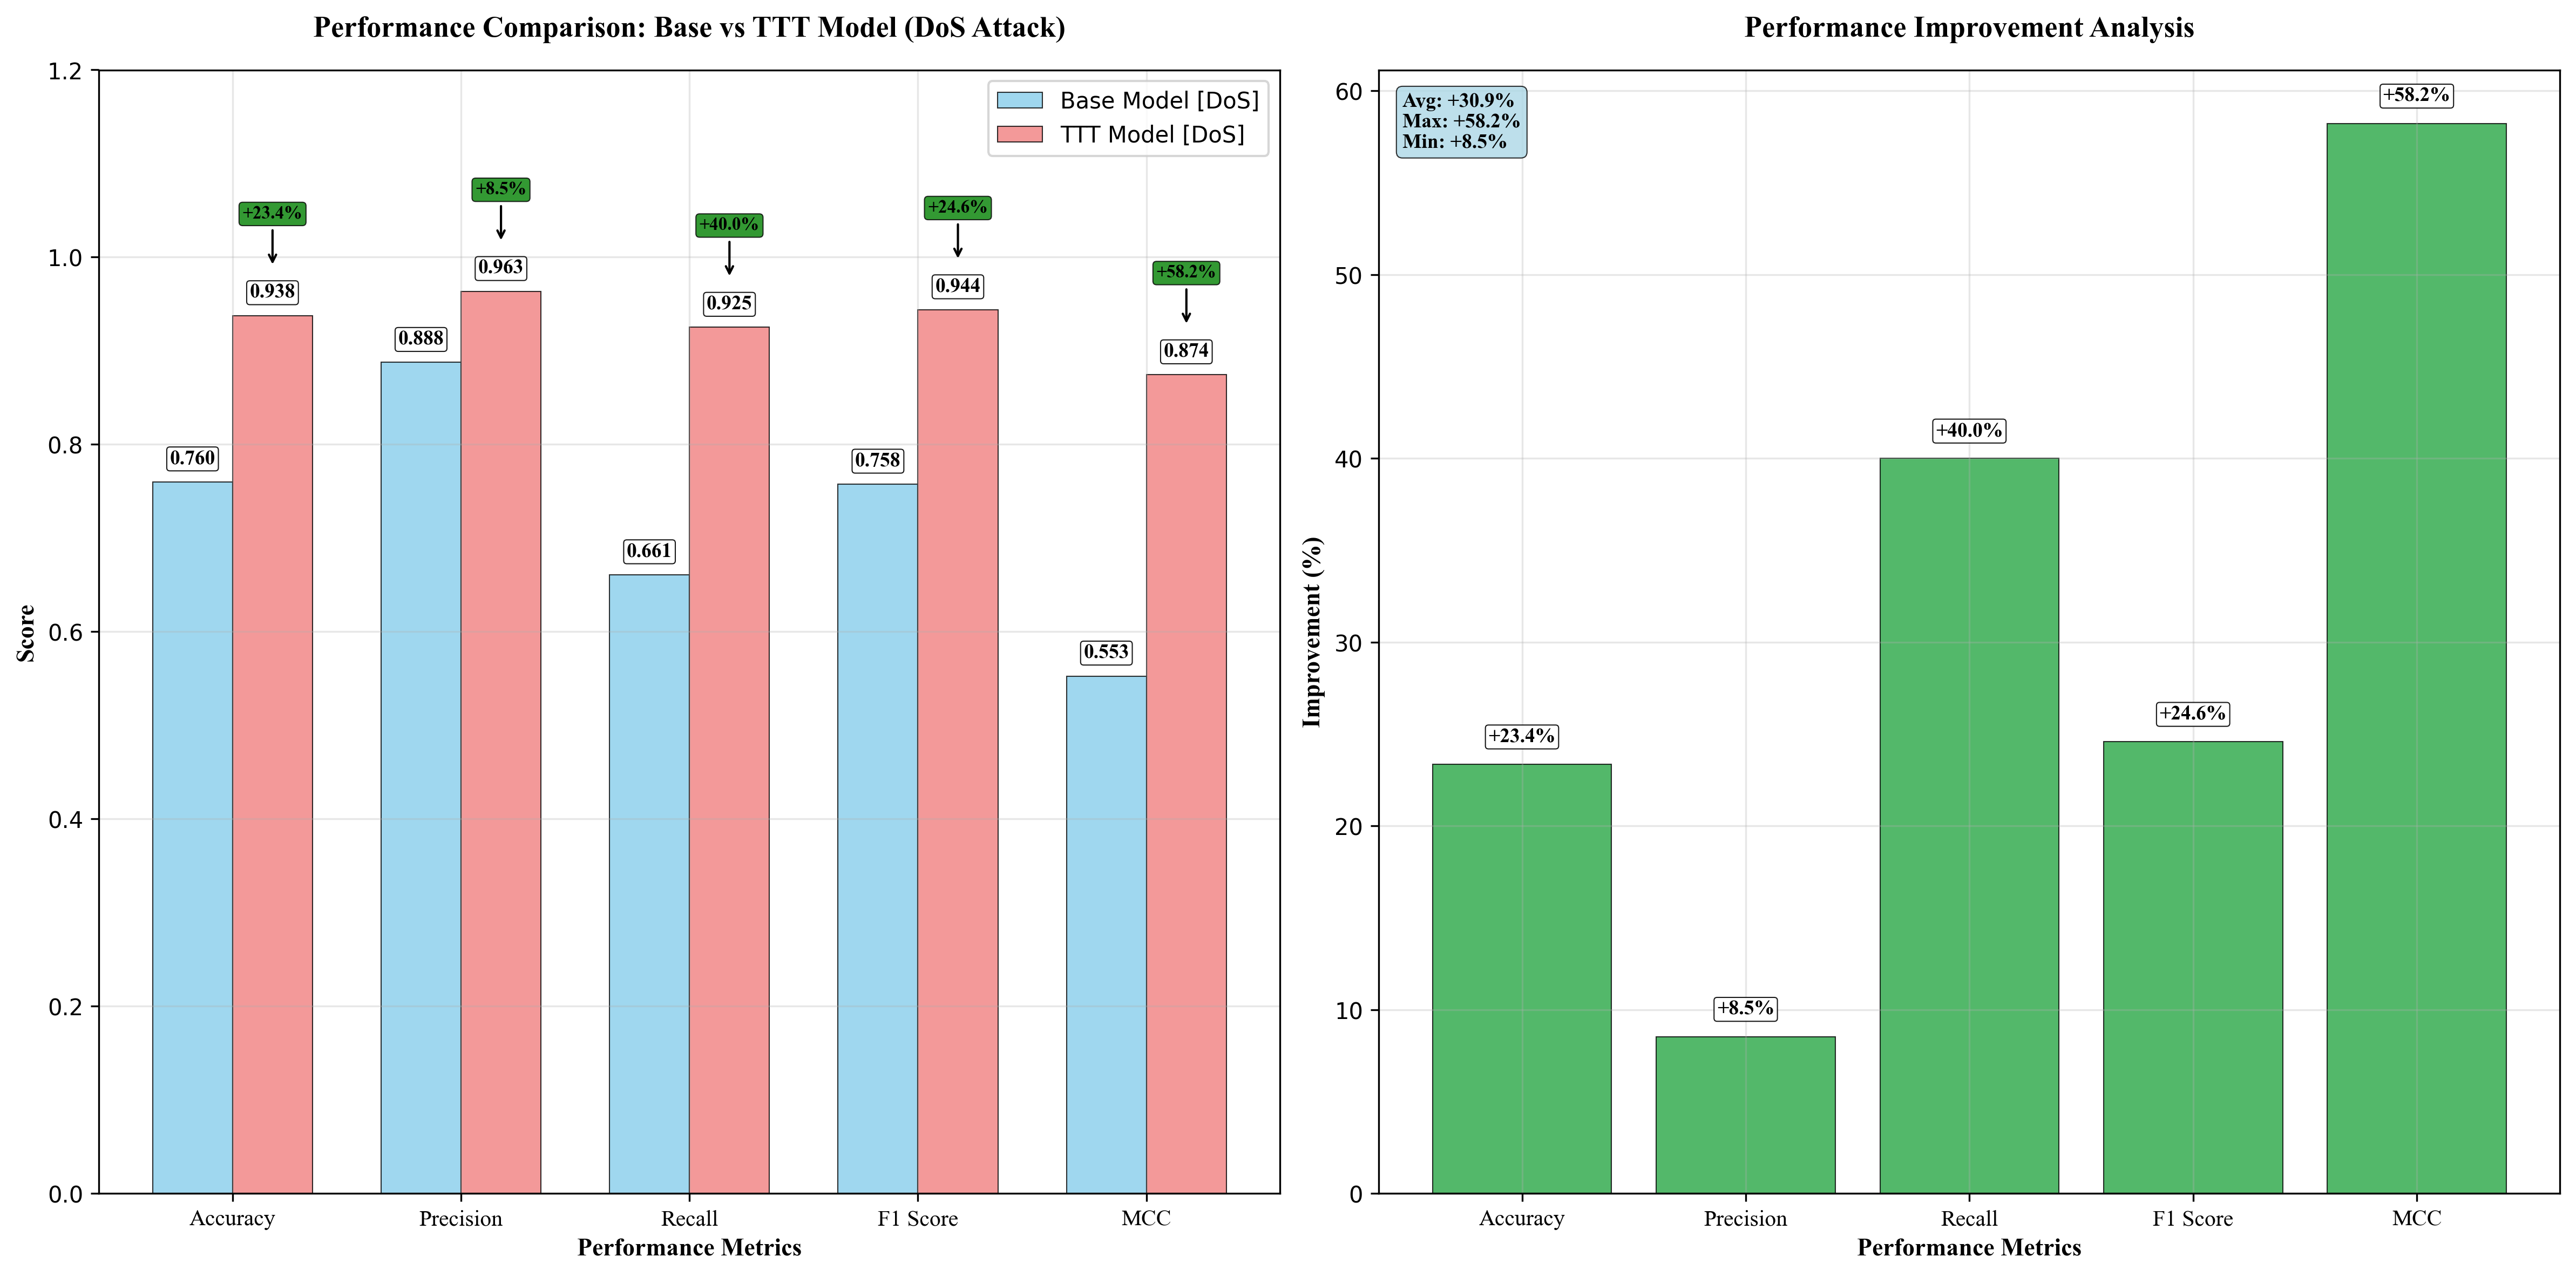 Performance Comparison: Base vs TTT Model (DoS Attack)
Base Model [DoS]
TTT Model [DoS]
1.2
1.0
0.8
0.6
0.4
0.2
0.0
Score
+23.4%
+8.5%
+40.0%
+24.6%
+58.2%
0.760
0.938
0.888
0.963
0.661
0.925
0.758
0.944
0.553
0.874
Accuracy
Precision
Recall
F1 Score
MCC
Performance Metrics
Performance Improvement Analysis
Avg: +30.9%
Max: +58.2%
Min: +8.5%
60
50
40
30
20
10
0
Improvement (%)
+23.4%
+8.5%
+40.0%
+24.6%
+58.2%
Accuracy
Precision
Recall
F1 Score
MCC
Performance Metrics